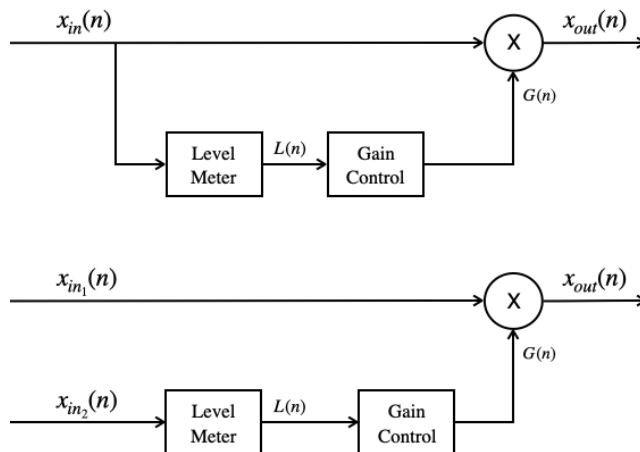 x_in(n)
x_out(n)
X
G(n)
Level
Meter
L(n)
Gain
Control
x_in₁(n)
x_out(n)
X
G(n)
x_in₂(n)
Level
Meter
L(n)
Gain
Control